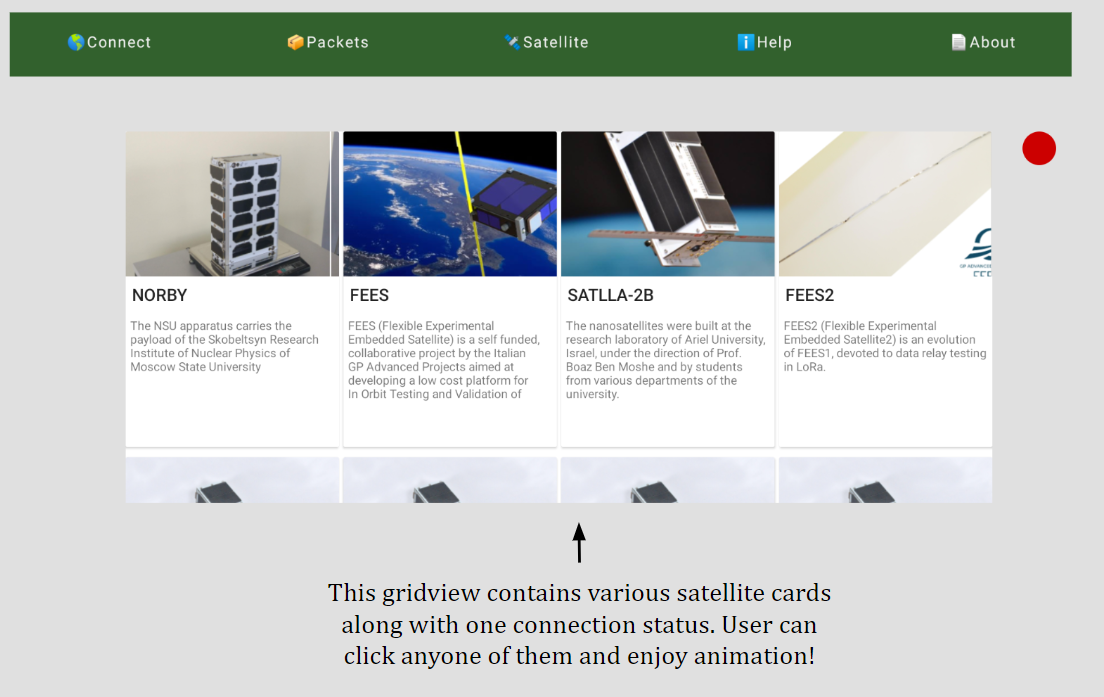 🌎Connect
📦Packets
🛰Satellite
ℹHelp
📄About
NORBY
The NSU apparatus carries the
payload of the Skobeltsyn Research
Institute of Nuclear Physics of
Moscow State University
FEES
FEES (Flexible Experimental
Embedded Satellite) is a self funded,
collaborative project by the Italian
GP Advanced Projects aimed at
developing a low cost platform for
In Orbit Testing and Validation of
SATLLA-2B
The nanosatellites were built at the
research laboratory of Ariel University,
Israel, under the direction of Prof.
Boaz Ben Moshe and by students
from various departments of the
university.
GP ADVANCED
FEES2
FEES2 (Flexible Experimental
Embedded Satellite2) is an evolution
of FEES1, devoted to data relay testing
in LoRa.
This gridview contains various satellite cards
along with one connection status. User can
click anyone of them and enjoy animation!